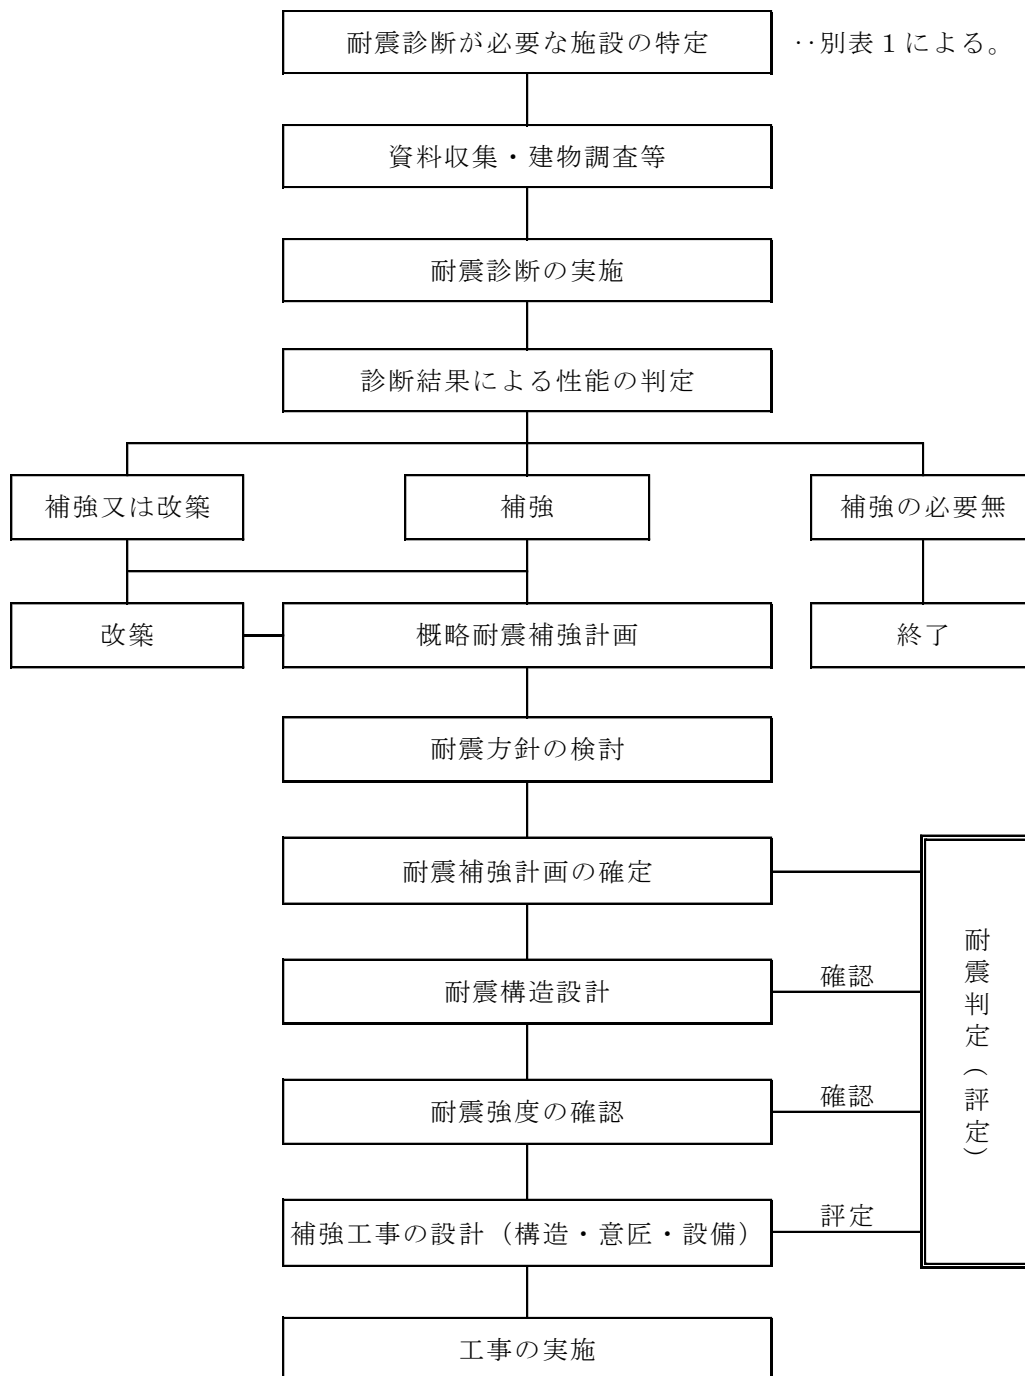 耐震診断が必要な施設の特定
‥別表１による。
資料収集・建物調査等
耐震診断の実施
診断結果による性能の判定
補強又は改築
補強
補強の必要無
改築
概略耐震補強計画
終了
耐震方針の検討
耐震補強計画の確定
耐震構造設計
確認
耐震強度の確認
確認
補強工事の設計（構造・意匠・設備）
評定
耐震判定（評定）
工事の実施